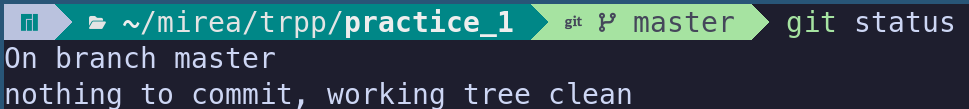 ~/mirea/trpp/practice_1 git master git status
On branch master
nothing to commit, working tree clean